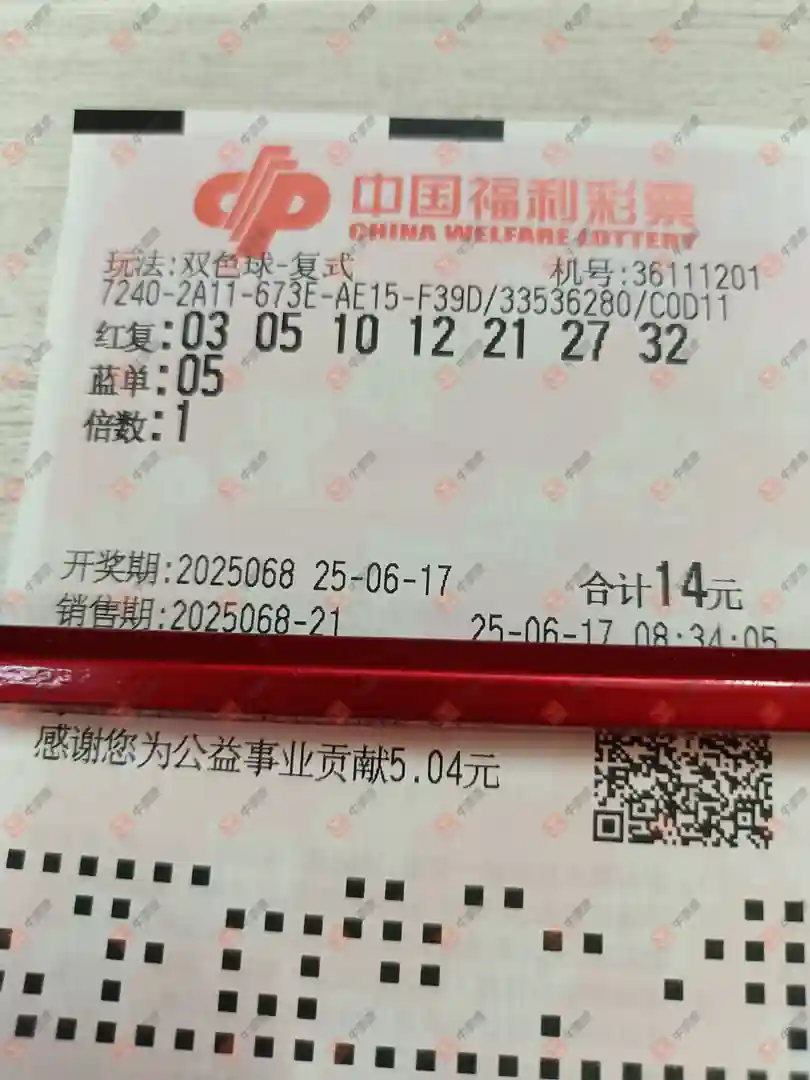 中国福利彩票
CHINA WELFARE LOTTERY
玩法:双色球-复式 机号:36111201
7240-2A11-673E-AE15-F39D/33536280/C0D11
红复:03 05 10 12 21 27 32
蓝单:05
倍数:1
开奖期:2025068 25-06-17 合计14元
销售期:2025068-21 25-06-17 08:34:05
感谢您为公益事业贡献5.04元